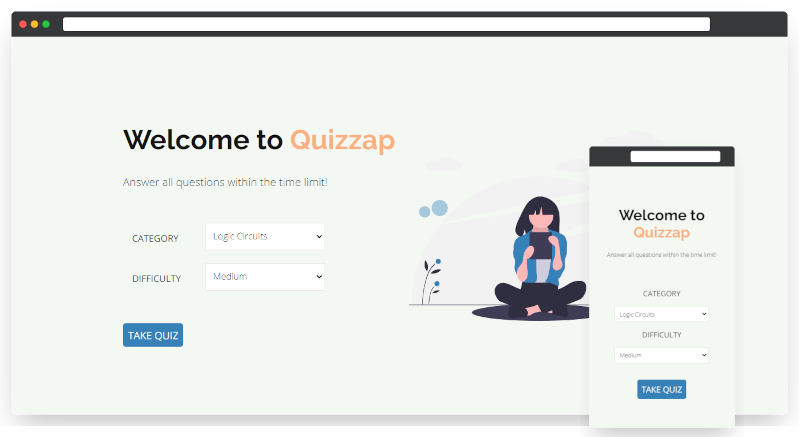 Welcome to Quizzap
Answer all questions within the time limit!
CATEGORY Logic Circuits
DIFFICULTY Medium
TAKE QUIZ
Welcome to
Quizzap
Answer all questions within the time limit!
CATEGORY
Logic Circuits
DIFFICULTY
Medium
TAKE QUIZ